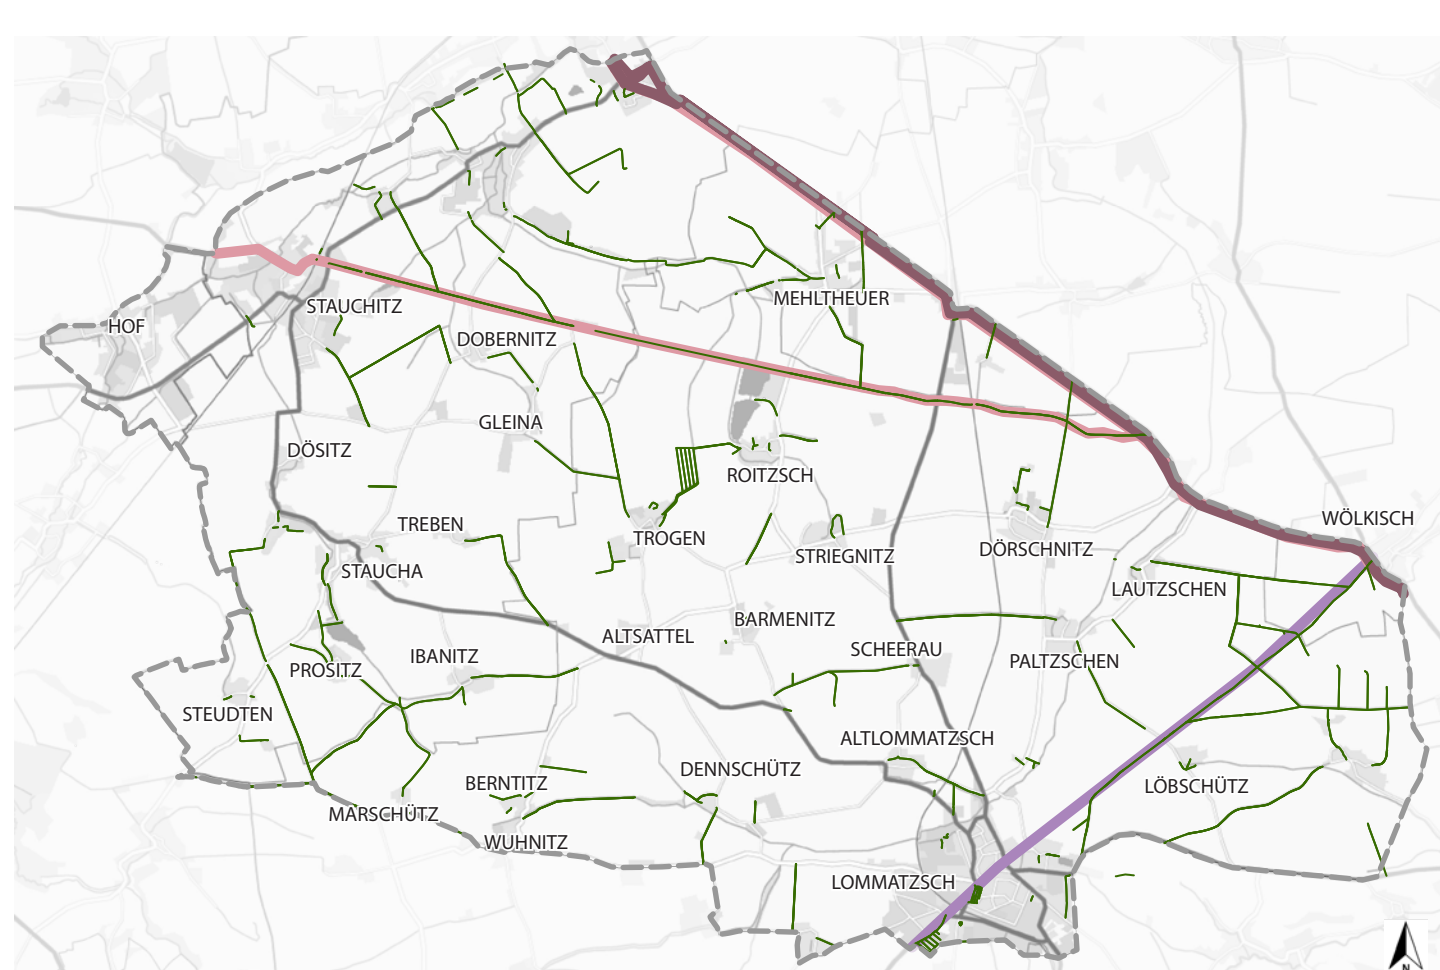 MEHLTHEUER
STAUCHITZ
HOF
DOBERNITZ
GLEINA
DÖSITZ
ROITZSCH
WÖLKISCH
TREBEN
TROGEN
STRIEGNITZ
DÖRSCHNITZ
STAUCHA
LAUTZSCHEN
BARMENITZ
ALTSATTEL
SCHEERAU
IBANITZ
PALTZSCHEN
PROSITZ
STEUDTEN
ALTLOMMATZSCH
DENNSCHÜTZ
BERNTITZ
LÖBSCHÜTZ
MARSCHÜTZ
WUHNITZ
LOMMATZSCH
N